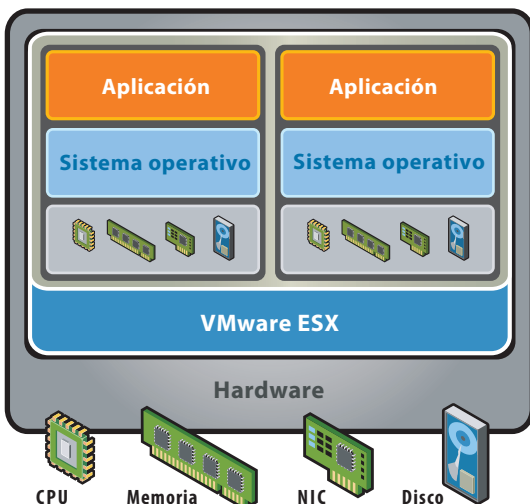 Aplicación
Aplicación
Sistema operativo
Sistema operativo
VMware ESX
Hardware
CPU
Memoria
NIC
Disco